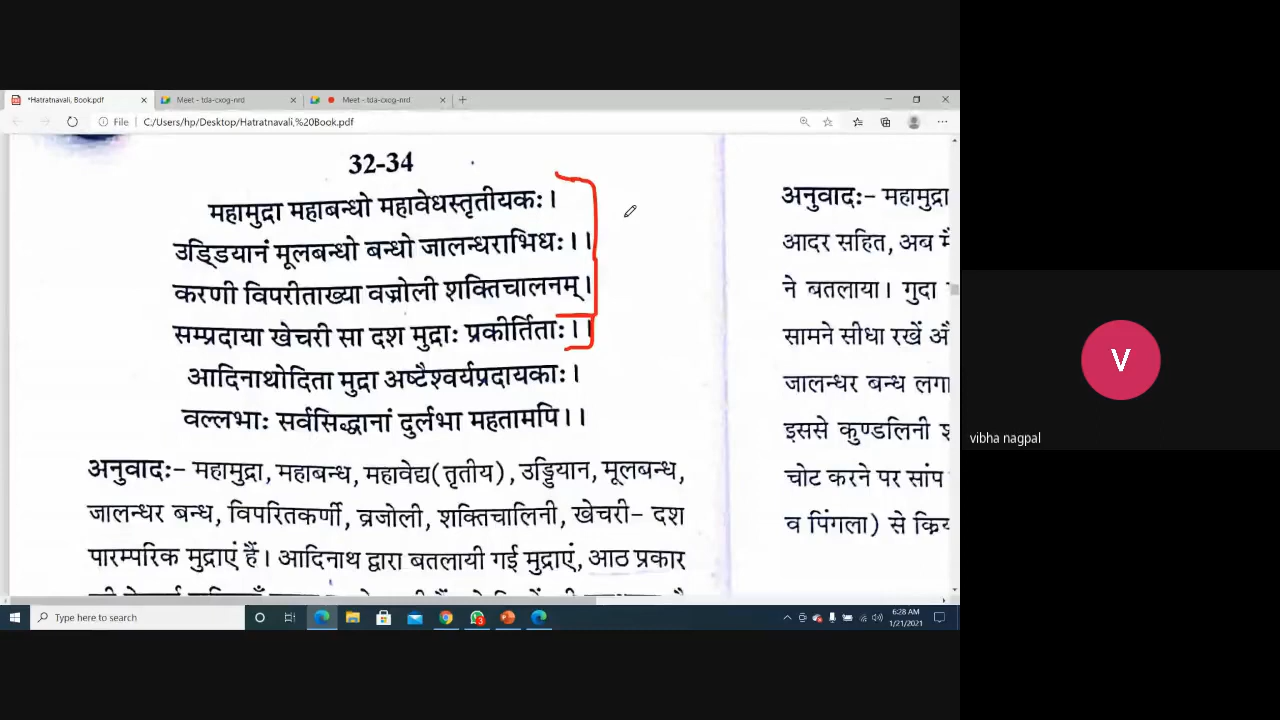 *Hatratnavali, Book.pdf
Meet - tda-cxog-nrd
Meet - tda-cxog-nrd
File C:/Users/hp/Desktop/Hatratnavali,%20Book.pdf
32-34
महामुद्रा महाबन्धो महावेधस्तृतीयकः।
उड्डियानं मूलबन्धो बन्धो जालन्धराभिधः।।
करणी विपरीताख्या वज्रोली शक्तिचालनम्।
सम्प्रदाया खेचरी सा दश मुद्राः प्रकीर्तिताः।।
आदिनाथोदिता मुद्रा अष्टैश्वर्यप्रदायकाः।
वल्लभाः सर्वसिद्धानां दुर्लभा महतामपि।।
अनुवादः- महामुद्रा, महाबन्ध, महावेद्य(तृतीय), उड्डियान, मूलबन्ध,
जालन्धर बन्ध, विपरितकर्णी, व्रजोली, शक्तिचालिनी, खेचरी- दश
पारम्परिक मुद्राएं हैं। आदिनाथ द्वारा बतलायी गई मुद्राएं, आठ प्रकार
अनुवादः- महामुद्रा
आदर सहित, अब मै
ने बतलाया। गुदा
सामने सीधा रखें औ
जालन्धर बन्ध लगा
इससे कुण्डलिनी श
चोट करने पर सांप
व पिंगला) से क्रिय
V
vibha nagpal
Type here to search
3
6:28 AM
1/21/2021